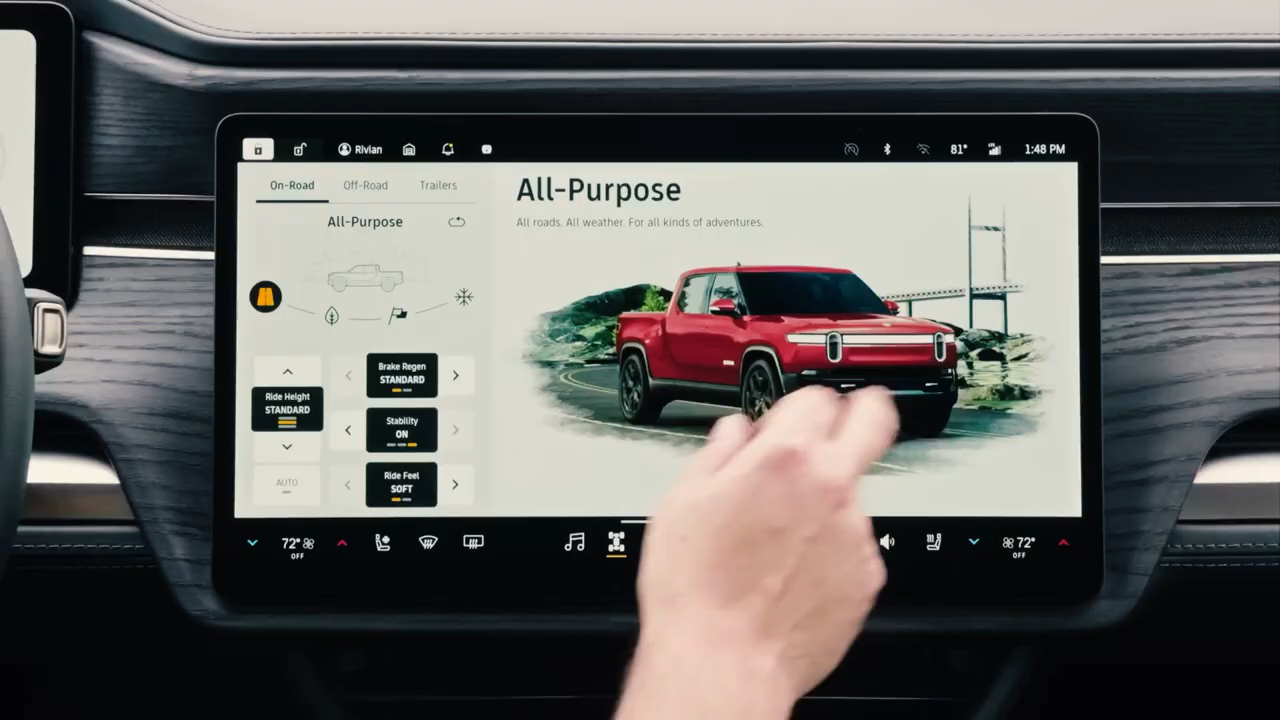 Rivian
81°
LTE
1:48 PM
On-Road
Off-Road
Trailers
All-Purpose
All-Purpose
All roads. All weather. For all kinds of adventures.
Ride Height
STANDARD
AUTO
Brake Regen
STANDARD
Stability
ON
Ride Feel
SOFT
72°
OFF
72°
OFF